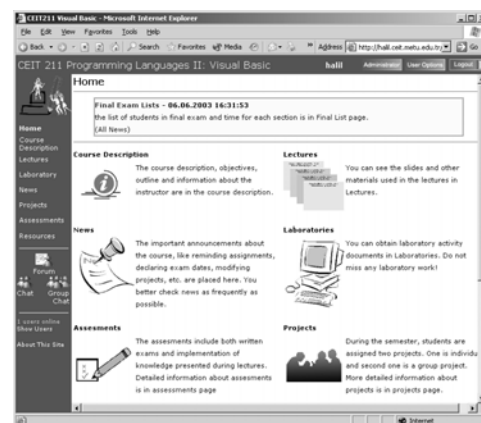 CEIT211 Visual Basic - Microsoft Internet Explorer
File Edit View Favorites Tools Help
Back Search Favorites Media Address http://halil.ceit.metu.edu.tr Go
CEIT 211 Programming Languages II: Visual Basic halil Administrator User Options Logout
Home
Final Exam Lists - 06.06.2003 16:31:53
the list of students in final exam and time for each section is in Final List page.
(All News)
Home
Course
Description
Lectures
Laboratory
News
Projects
Assessments
Resources
Forum
Chat Group
Chat
1 users online
Show Users
About This Site
Course Description
The course description, objectives,
outline and information about the
instructor are in the course description.
Lectures
You can see the slides and other
materials used in the lectures in
Lectures.
News
The important announcements about
the course, like reminding assignments,
declaring exam dates, modifying
projects, etc. are placed here. You
better check news as frequently as
possible.
Laboratories
You can obtain laboratory activity
documents in Laboratories. Do not
miss any laboratory work!
Assesments
The assesments include both written
exams and implementation of
knowledge presented during lectures.
Detailed information about assesments
is in assessments page
Projects
During the semester, students are
assigned two projects. One is individu
and second one is a group project.
More detailed information about
projects is in projects page.
Internet